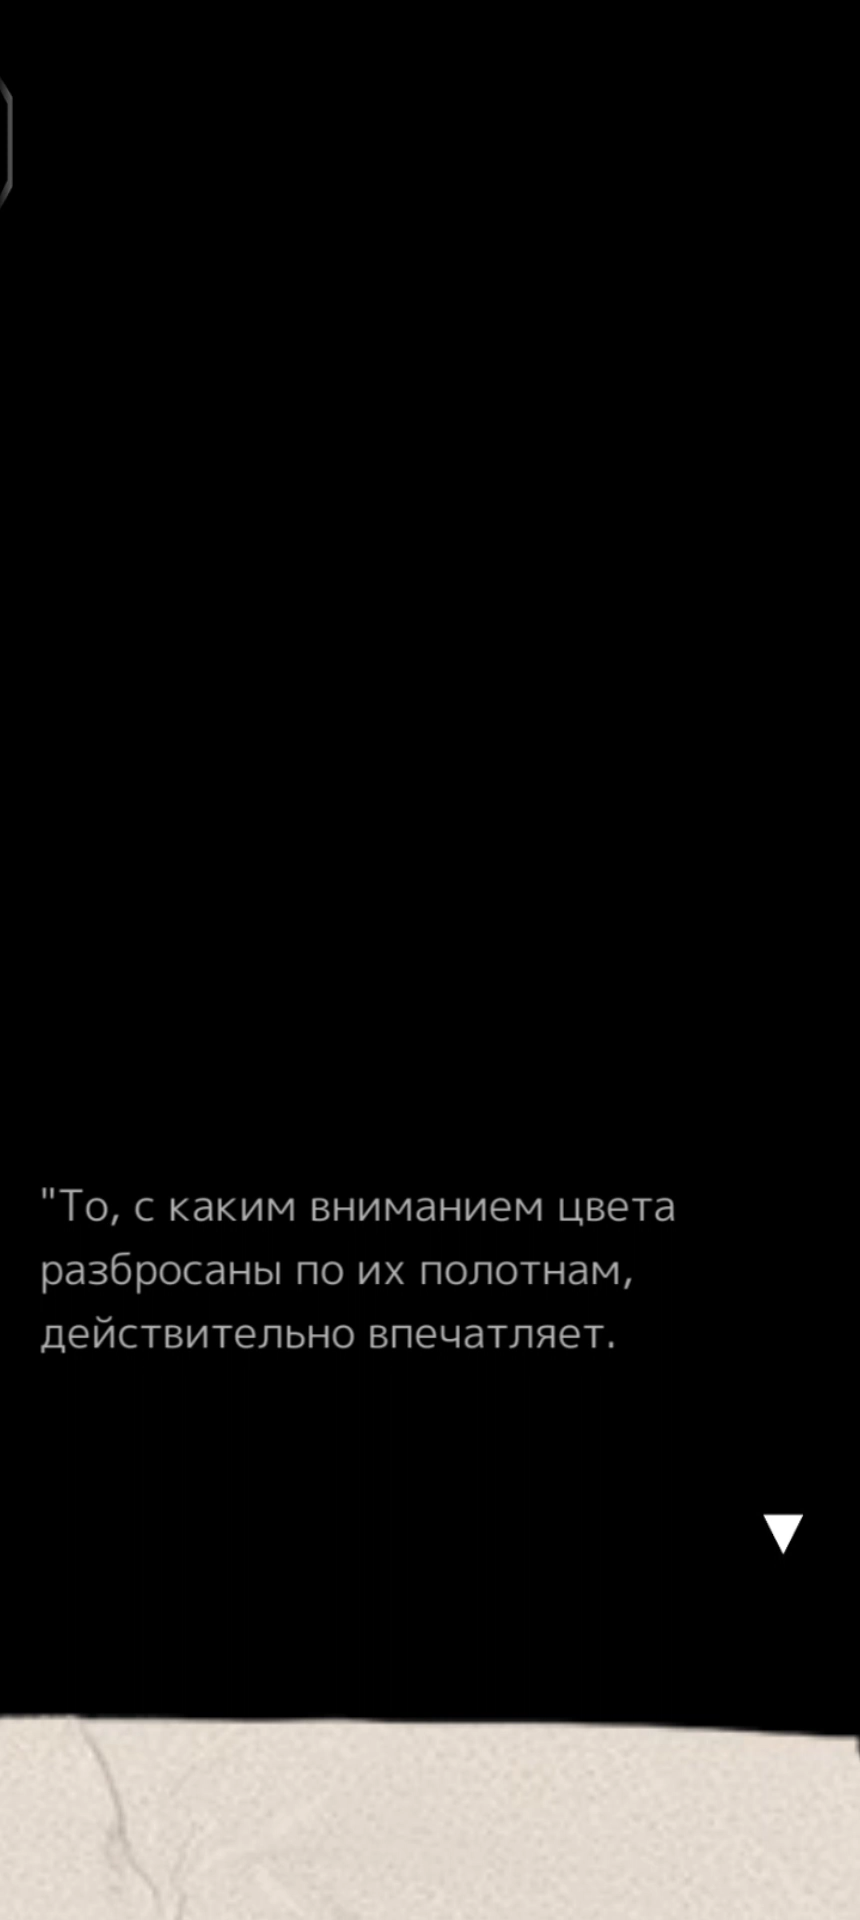 "То, с каким вниманием цвета
разбросаны по их полотнам,
действительно впечатляет.